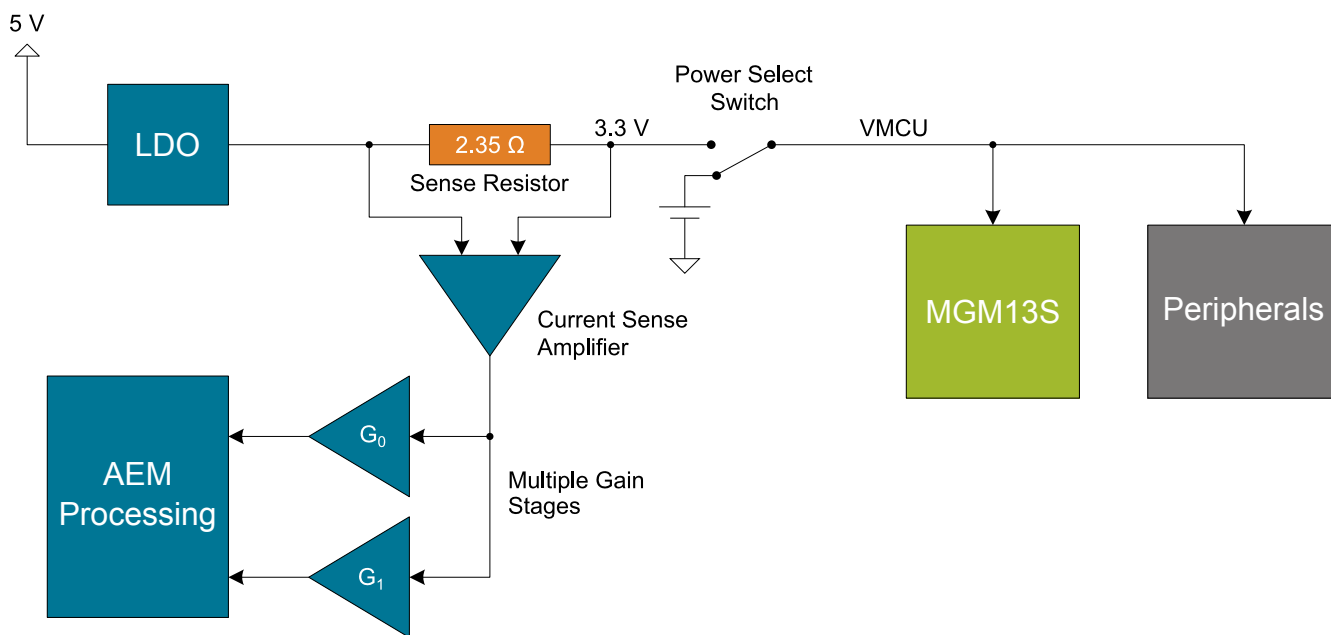 5 V
LDO
2.35 Ω
Sense Resistor
3.3 V
Power Select
Switch
VMCU
MGM13S
Peripherals
Current Sense
Amplifier
AEM
Processing
G₀
Multiple Gain
Stages
G₁